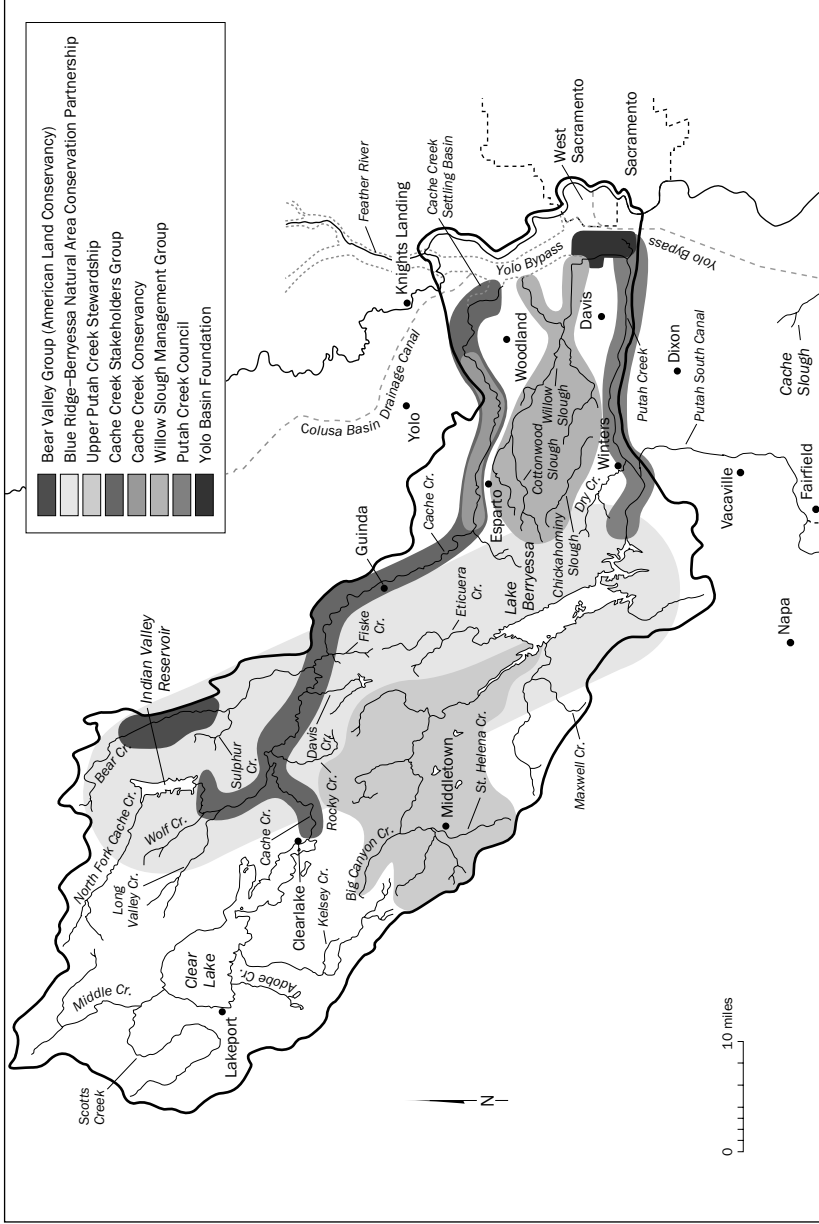 Bear Valley Group (American Land Conservancy)
Blue Ridge–Berryessa Natural Area Conservation Partnership
Upper Putah Creek Stewardship
Cache Creek Stakeholders Group
Cache Creek Conservancy
Willow Slough Management Group
Putah Creek Council
Yolo Basin Foundation
Scotts
Creek
Middle Cr.
Lakeport
Clear
Lake
Adobe Cr.
Kelsey Cr.
Clearlake
Long
Valley Cr.
North Fork Cache Cr.
Wolf Cr.
Cache Cr.
Bear Cr.
Indian Valley
Reservoir
Sulphur
Cr.
Rocky Cr.
Davis
Cr.
Big Canyon Cr.
Middletown
St. Helena Cr.
Maxwell Cr.
Fiske
Cr.
Eticuera
Cr.
Guinda
Cache Cr.
Lake
Berryessa
Esparto
Chickahominy
Slough
Dry Cr.
Cottonwood
Slough
Willow
Slough
Winters
Yolo
Colusa Basin Drainage Canal
Woodland
Davis
Knights Landing
Feather River
Cache Creek
Settling Basin
Yolo Bypass
Yolo Bypass
West
Sacramento
Sacramento
Putah Creek
Dixon
Putah South Canal
Cache
Slough
Vacaville
Fairfield
Napa
N
0
10 miles